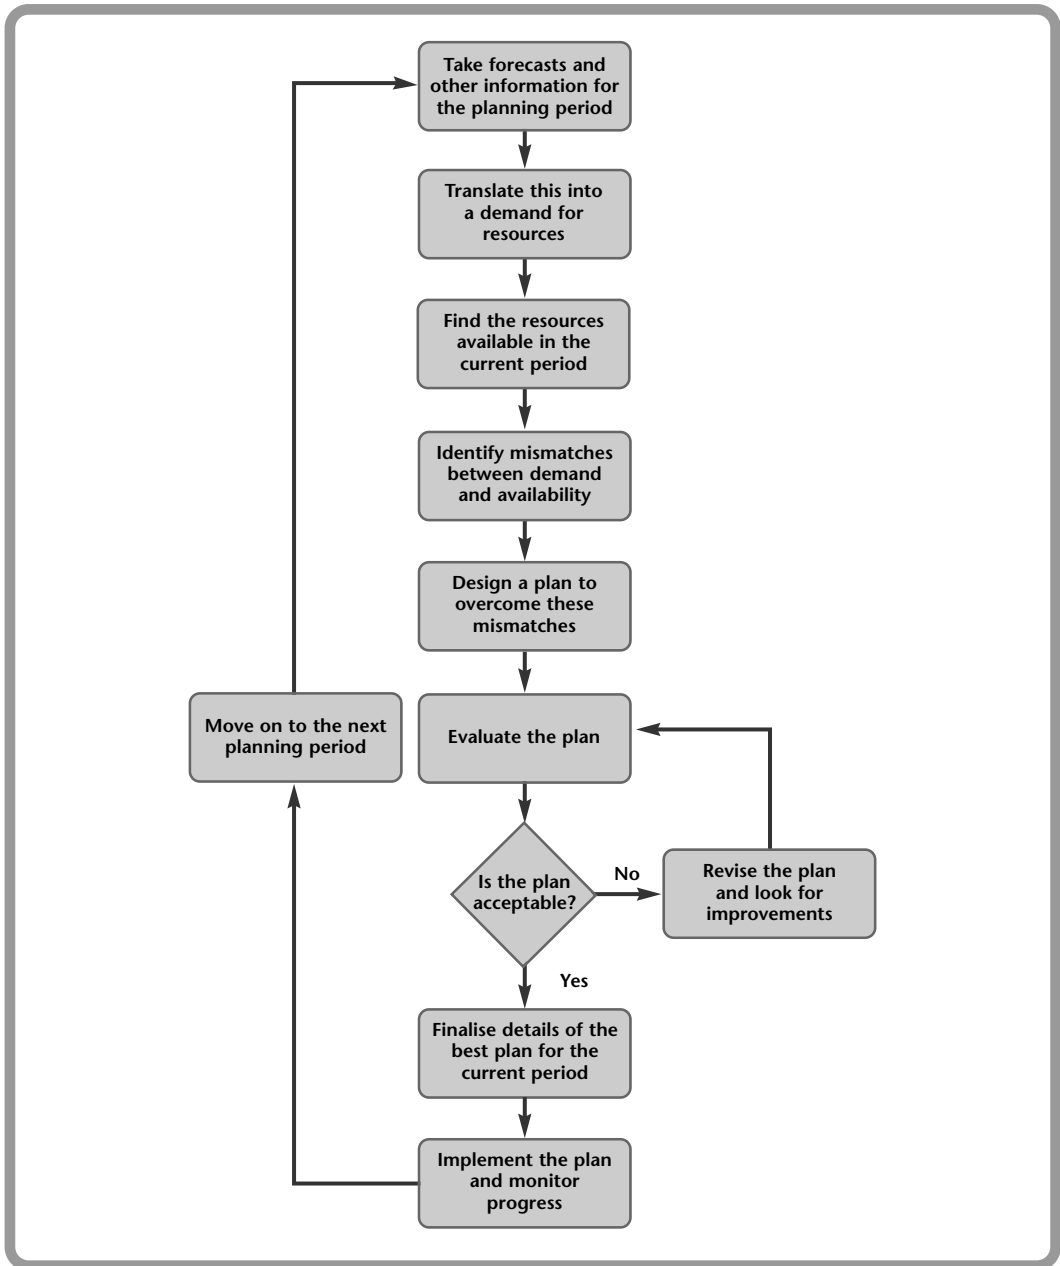 Take forecasts and
other information for
the planning period
Translate this into
a demand for
resources
Find the resources
available in the
current period
Identify mismatches
between demand
and availability
Design a plan to
overcome these
mismatches
Move on to the next
planning period
Evaluate the plan
Is the plan
acceptable?
No
Revise the plan
and look for
improvements
Yes
Finalise details of the
best plan for the
current period
Implement the plan
and monitor
progress